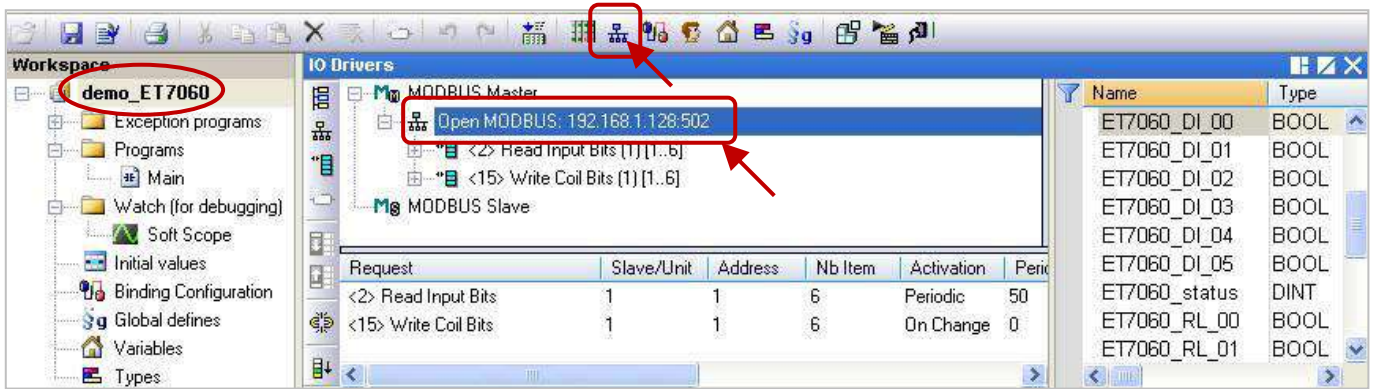 Workspace
demo_ET7060
Exception programs
Programs
Main
Watch (for debugging)
Soft Scope
Initial values
Binding Configuration
Global defines
Variables
Types
IO Drivers
MODBUS Master
Open MODBUS: 192.168.1.128:502
<2> Read Input Bits (1) [1..6]
<15> Write Coil Bits (1) [1..6]
MODBUS Slave
Request Slave/Unit Address Nb Item Activation
<2> Read Input Bits 1 1 6 Periodic 50
<15> Write Coil Bits 1 1 6 On Change 0
Name Type
ET7060_DI_00 BOOL
ET7060_DI_01 BOOL
ET7060_DI_02 BOOL
ET7060_DI_03 BOOL
ET7060_DI_04 BOOL
ET7060_DI_05 BOOL
ET7060_status DINT
ET7060_RL_00 BOOL
ET7060_RL_01 BOOL